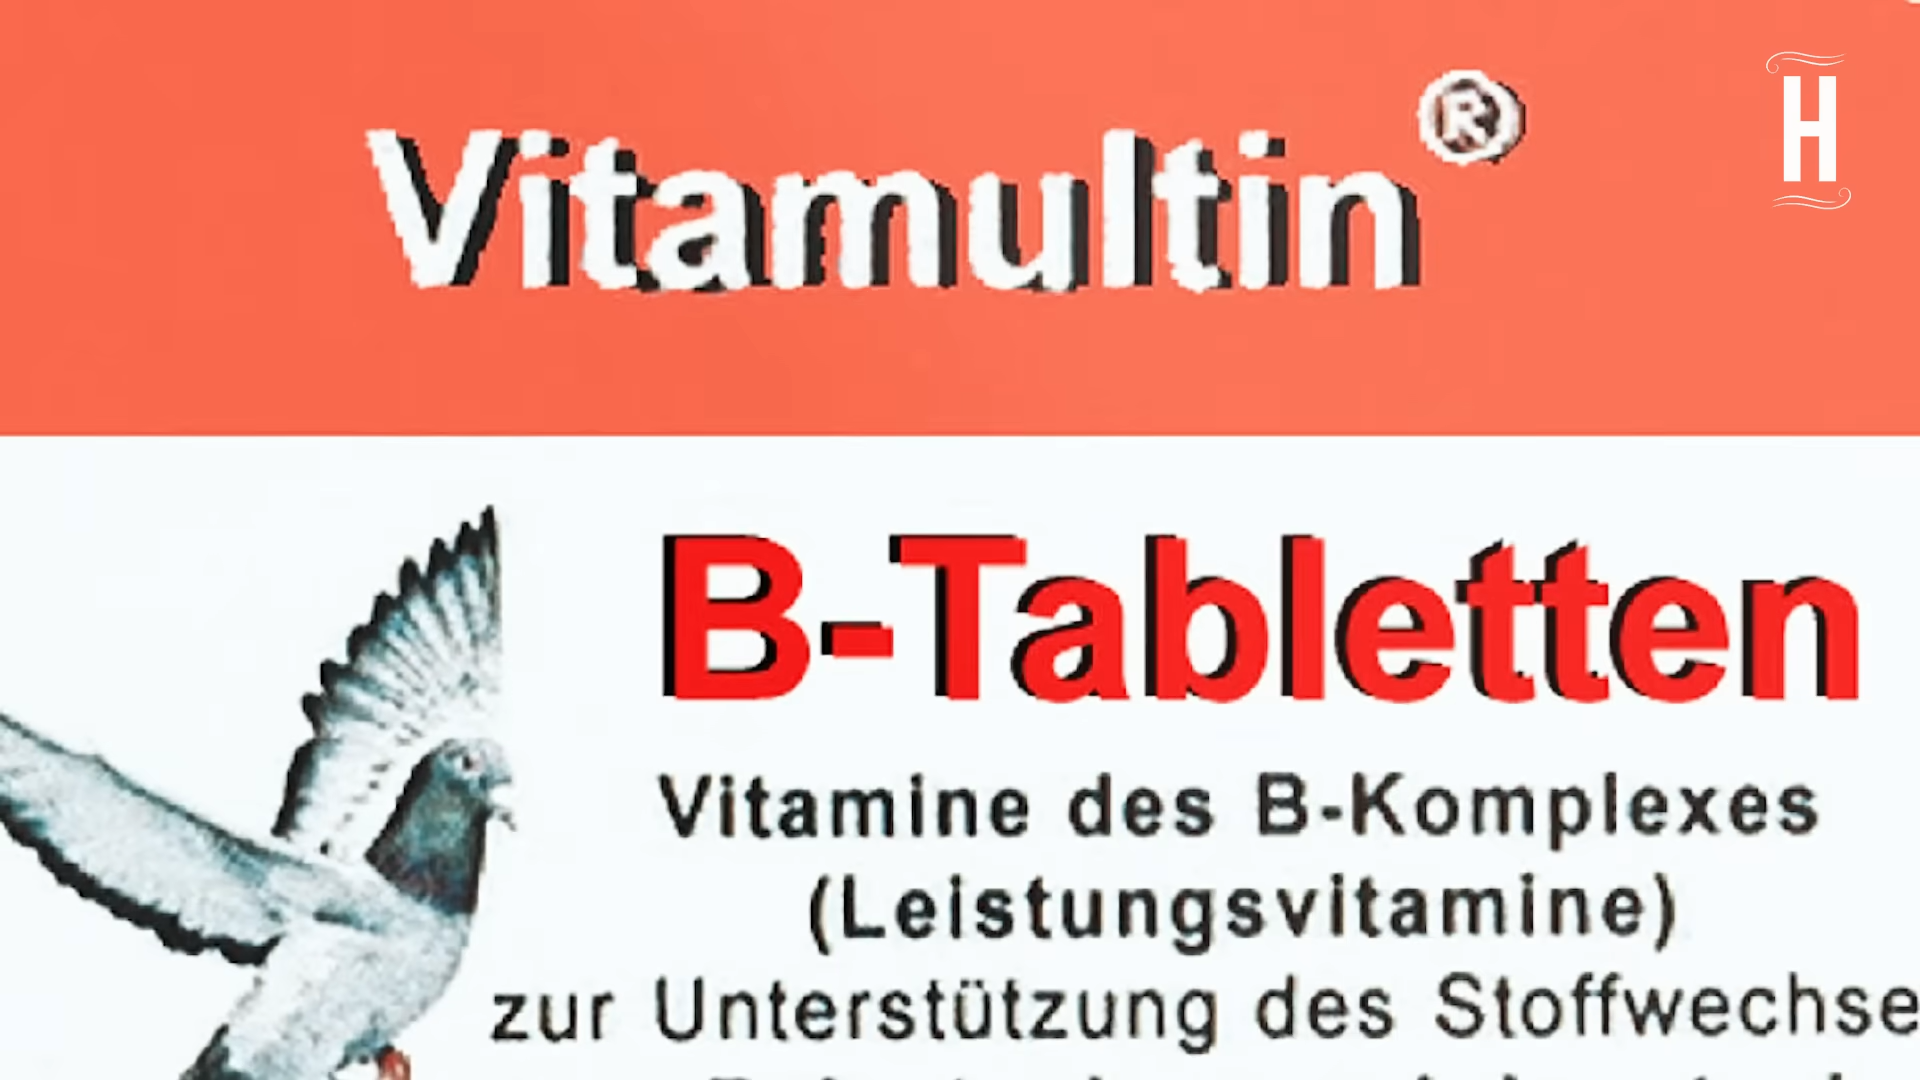 Vitamultin®
H
B-Tabletten
Vitamine des B-Komplexes
(Leistungsvitamine)
zur Unterstützung des Stoffwechse